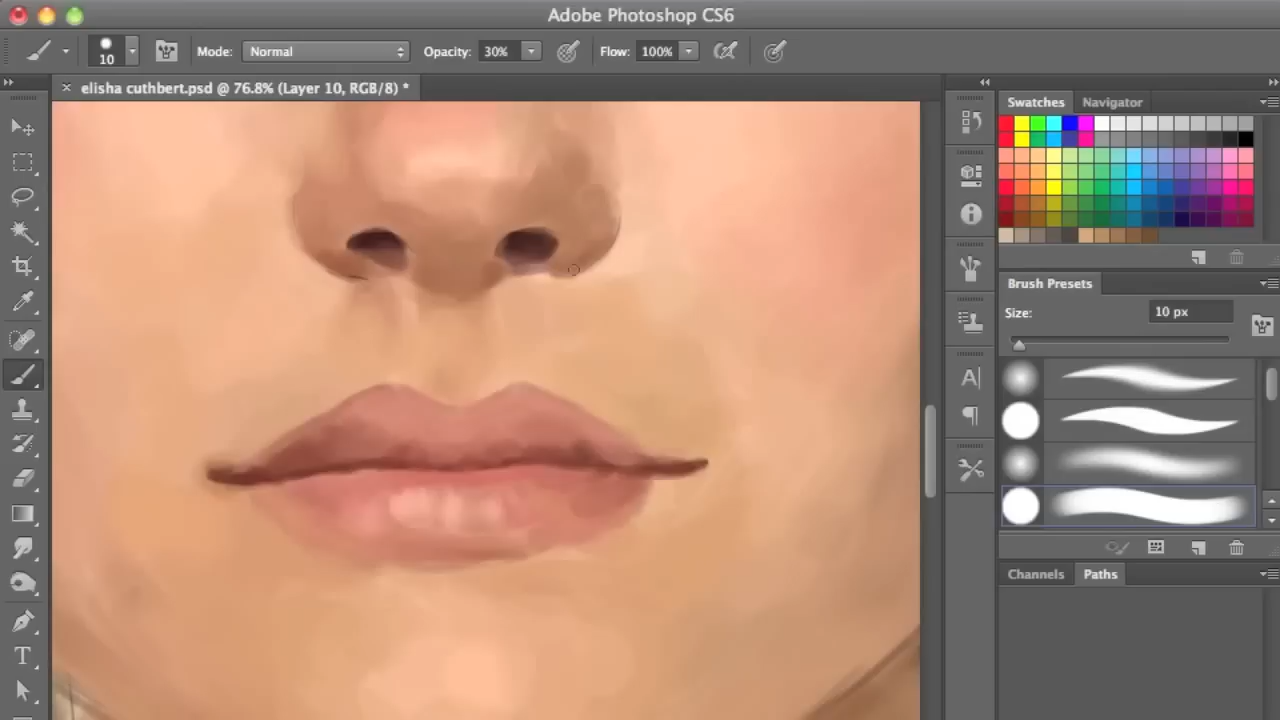 Adobe Photoshop CS6
10 Mode: Normal Opacity: 30% Flow: 100%
× elisha cuthbert.psd @ 76.8% (Layer 10, RGB/8) *
Swatches Navigator
Brush Presets
Size: 10 px
A
T
Channels Paths